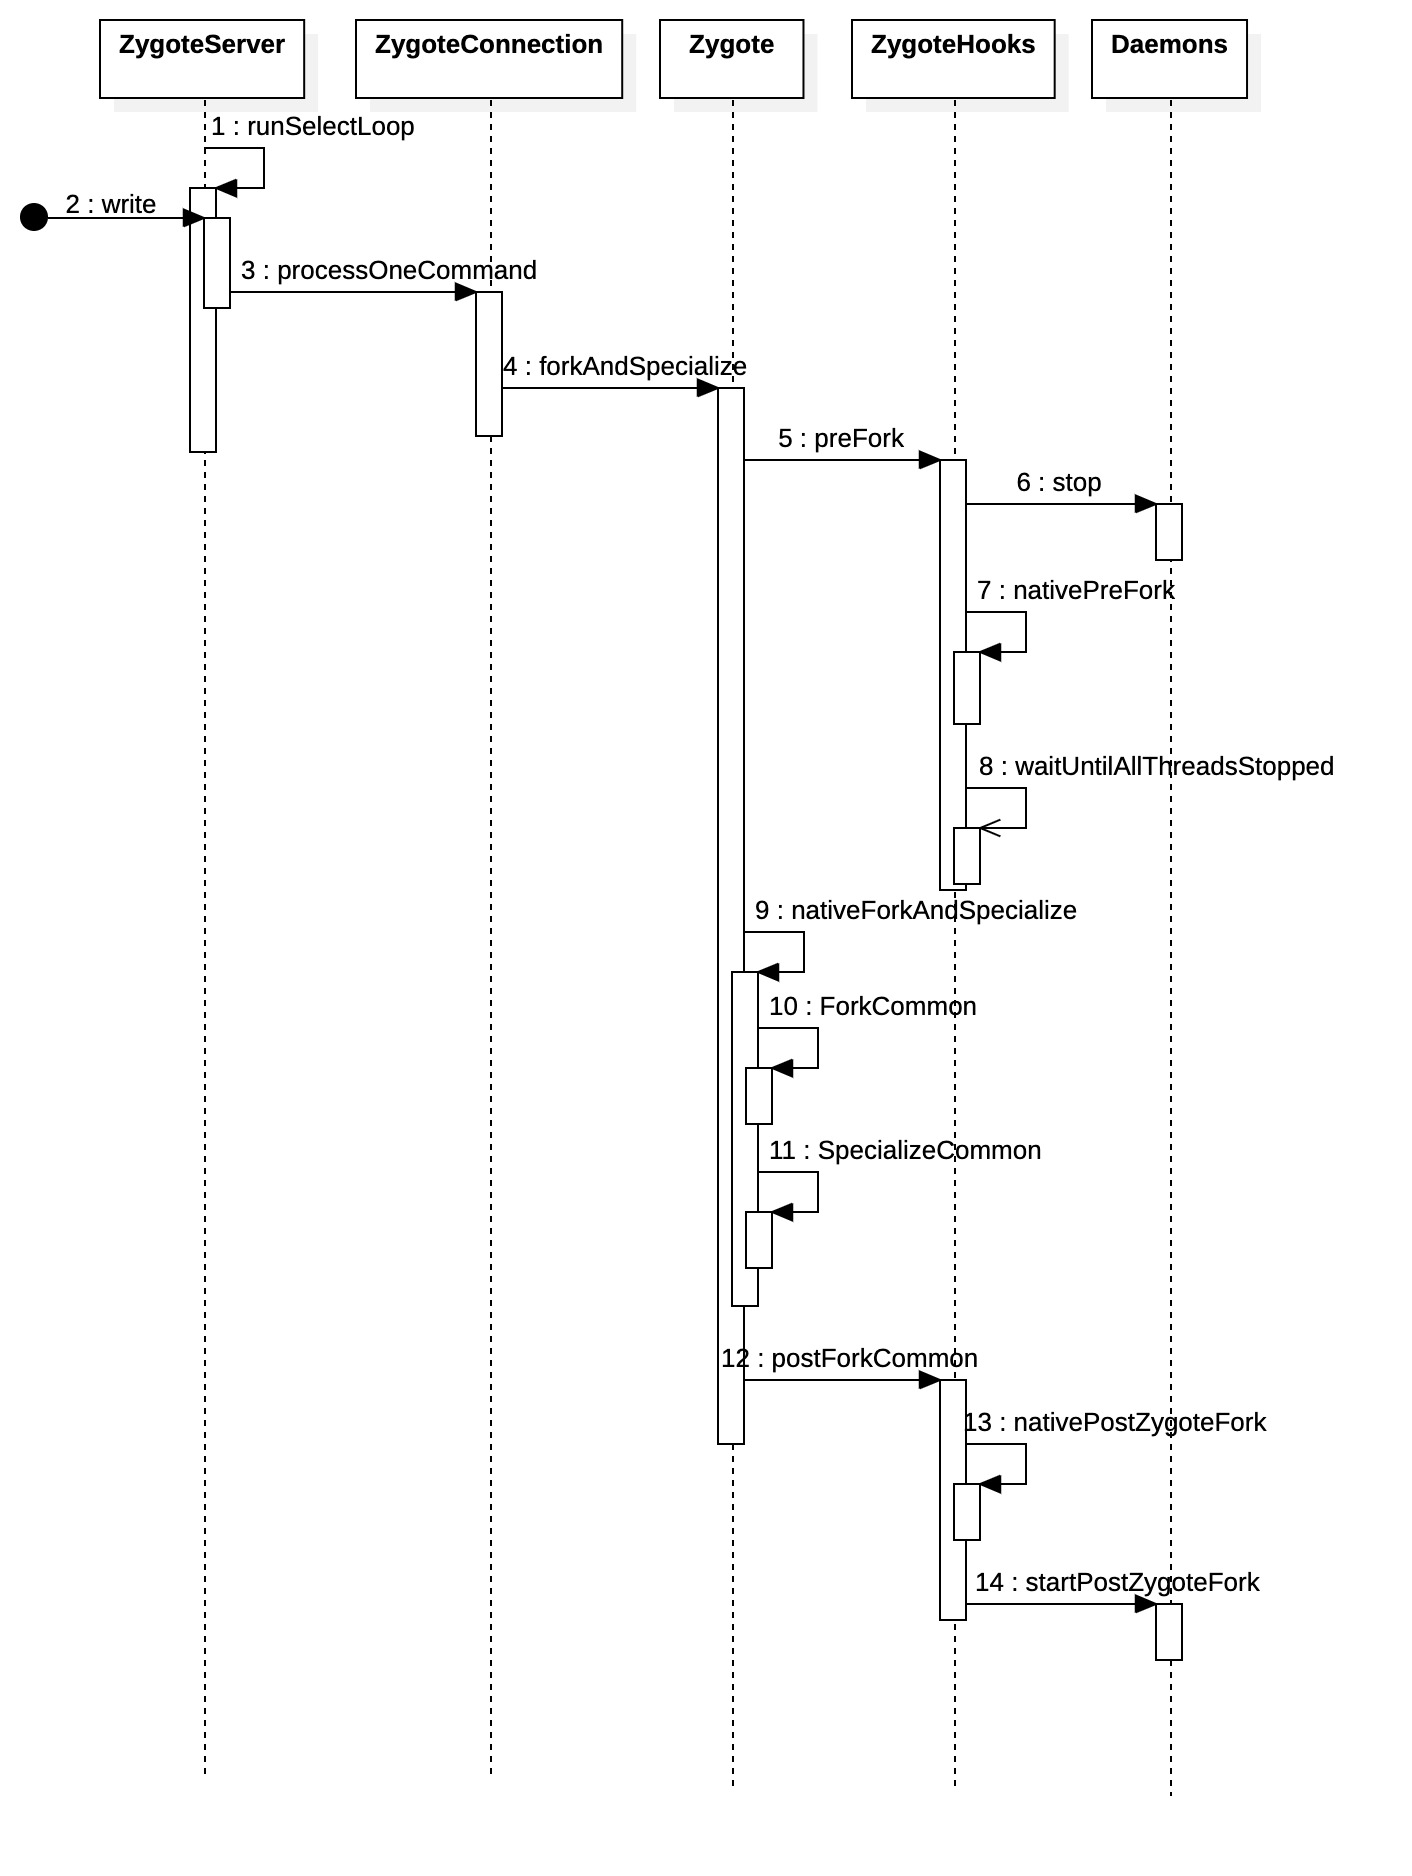 ZygoteServer
ZygoteConnection
Zygote
ZygoteHooks
Daemons
1 : runSelectLoop
2 : write
3 : processOneCommand
4 : forkAndSpecialize
5 : preFork
6 : stop
7 : nativePreFork
8 : waitUntilAllThreadsStopped
9 : nativeForkAndSpecialize
10 : ForkCommon
11 : SpecializeCommon
12 : postForkCommon
13 : nativePostZygoteFork
14 : startPostZygoteFork